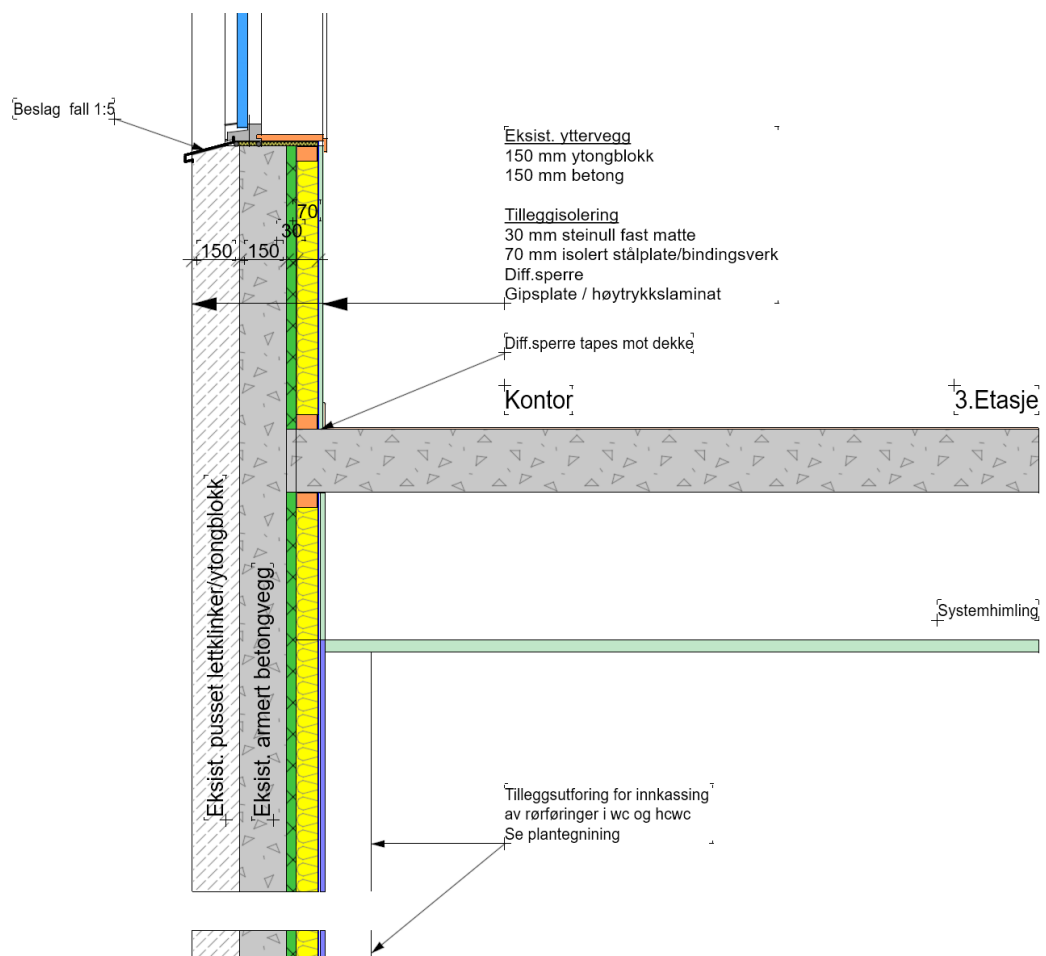 Beslag  fall 1:5
Eksist. yttervegg
150 mm ytongblokk
150 mm betong
Tilleggisolering
30 mm steinull fast matte
70 mm isolert stålplate/bindingsverk
Diff.sperre
Gipsplate / høytrykkslaminat
70
30
150
150
Diff.sperre tapes mot dekke
Kontor
3.Etasje
Eksist. pusset lettklinker/ytongblokk
Eksist. armert betongvegg
Systemhimling
Tilleggsutforing for innkassing
av rørføringer i wc og hcwc
Se plantegnining